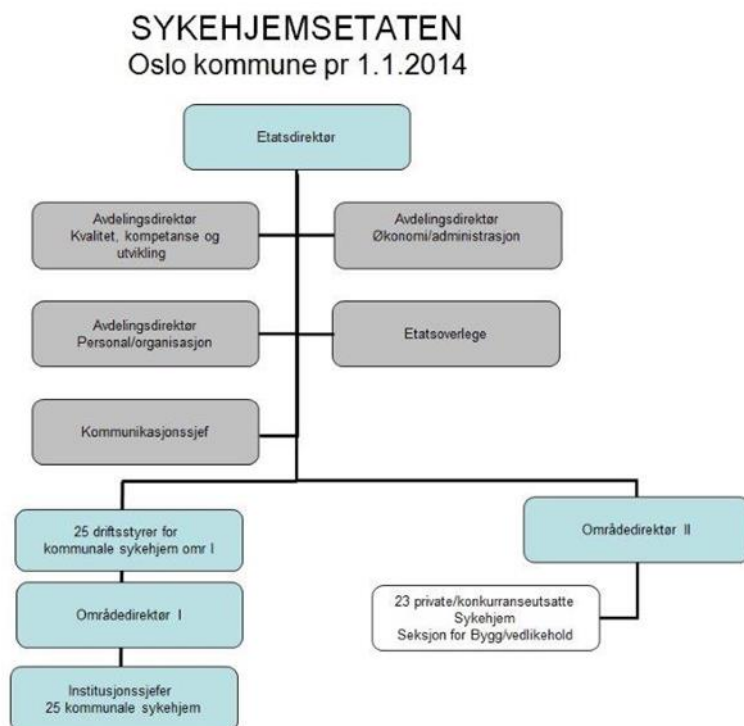 SYKEHJEMSETATEN
Oslo kommune pr 1.1.2014
Etatsdirektør
Avdelingsdirektør
Kvalitet, kompetanse og
utvikling
Avdelingsdirektør
Økonomi/administrasjon
Avdelingsdirektør
Personal/organisasjon
Etatsoverlege
Kommunikasjonssjef
25 driftsstyrer for
kommunale sykehjem omr I
Områdedirektør II
Områdedirektør I
23 private/konkurranseutsatte
Sykehjem
Seksjon for Bygg/vedlikehold
Institusjonssjefer
25 kommunale sykehjem